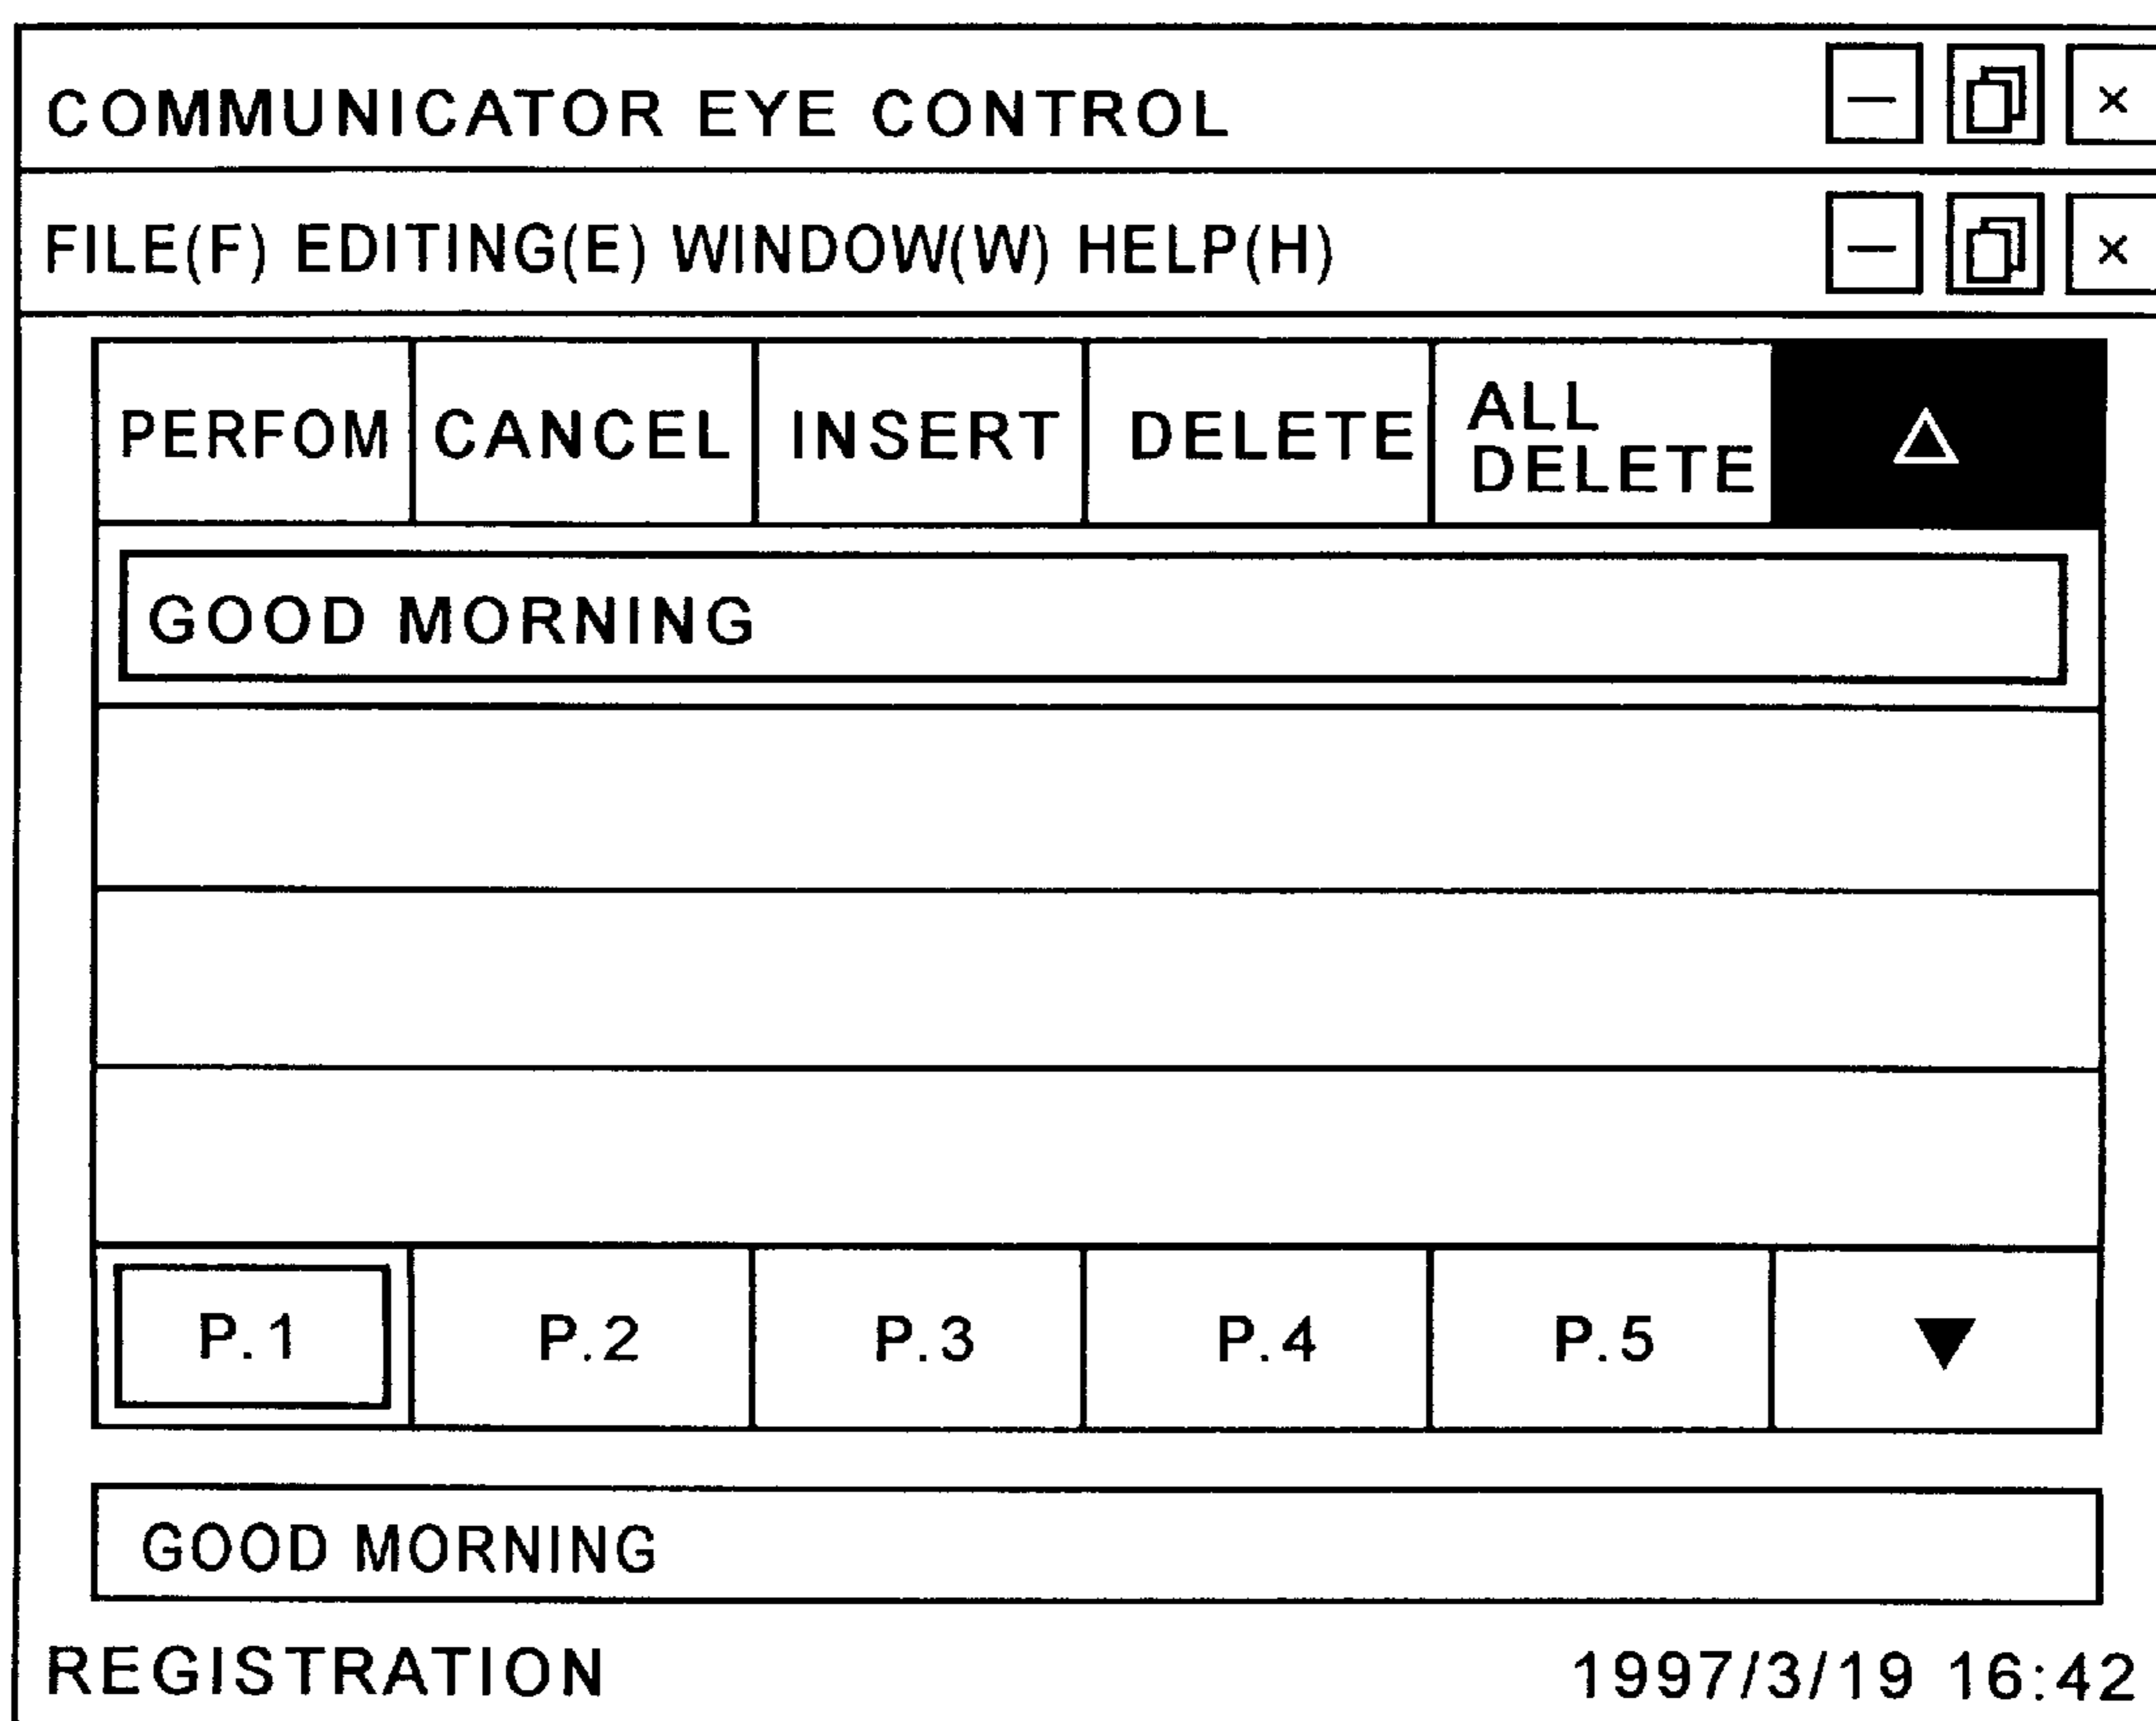 COMMUNICATOR EYE CONTROL
FILE(F) EDITING(E) WINDOW(W) HELP(H)
PERFOM CANCEL INSERT DELETE ALL DELETE
GOOD MORNING
P.1 P.2 P.3 P.4 P.5
GOOD MORNING
REGISTRATION 1997/3/19 16:42